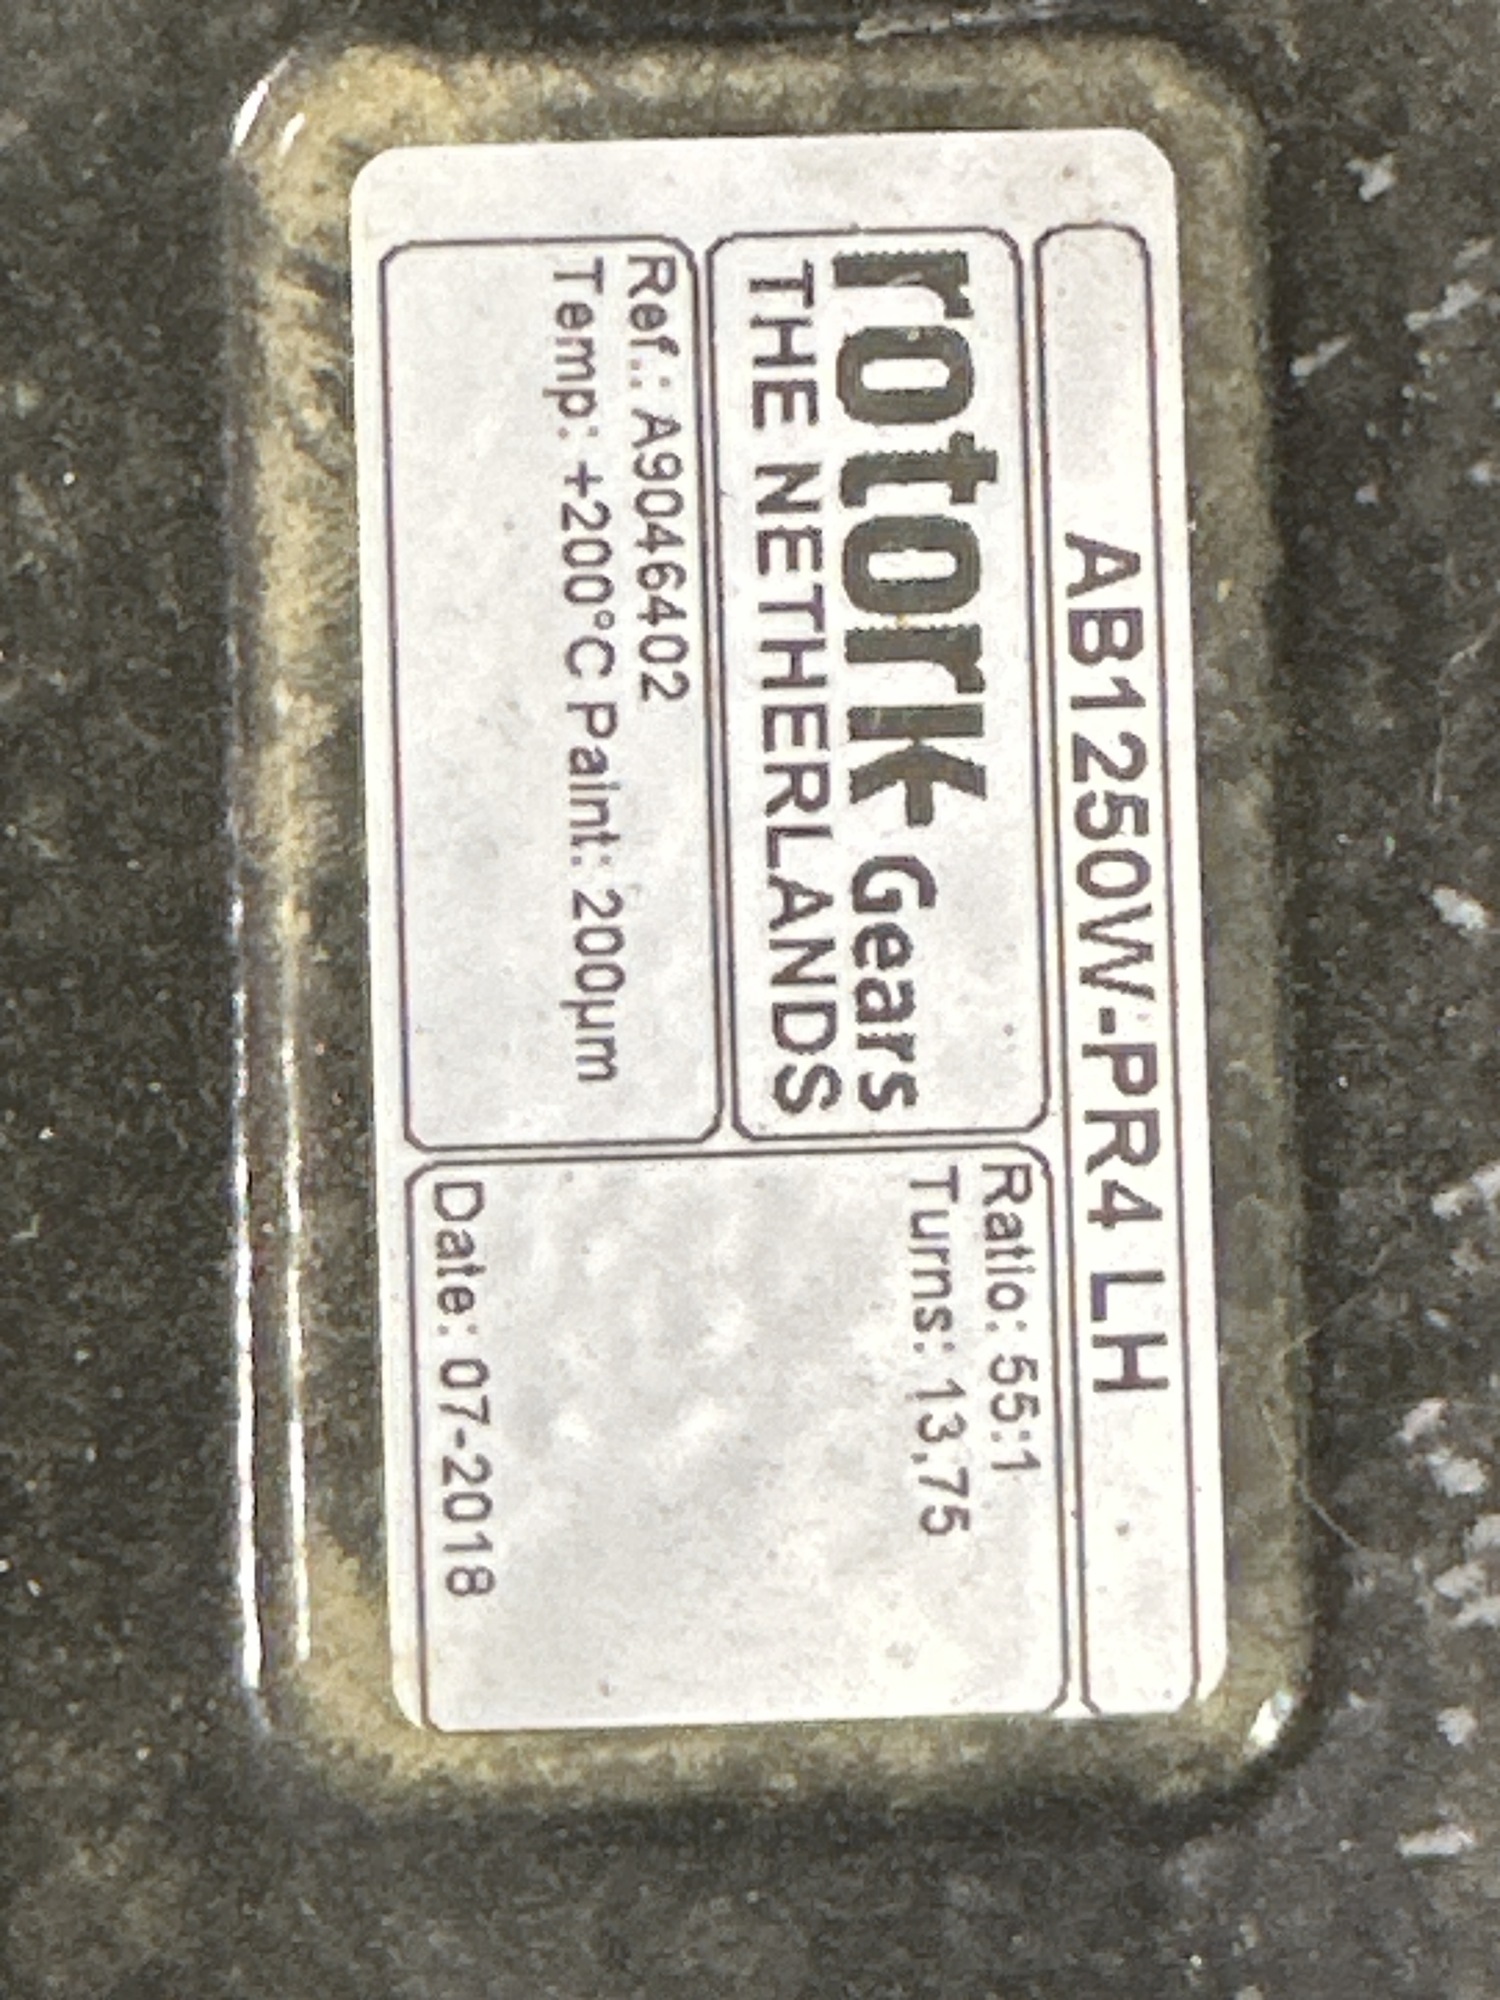 AB1250W-PR4 LH
rotork Gears
THE NETHERLANDS
Ref.: A9046402
Temp: +200°C Paint: 200µm
Ratio: 55:1
Turns: 13,75
Date: 07-2018